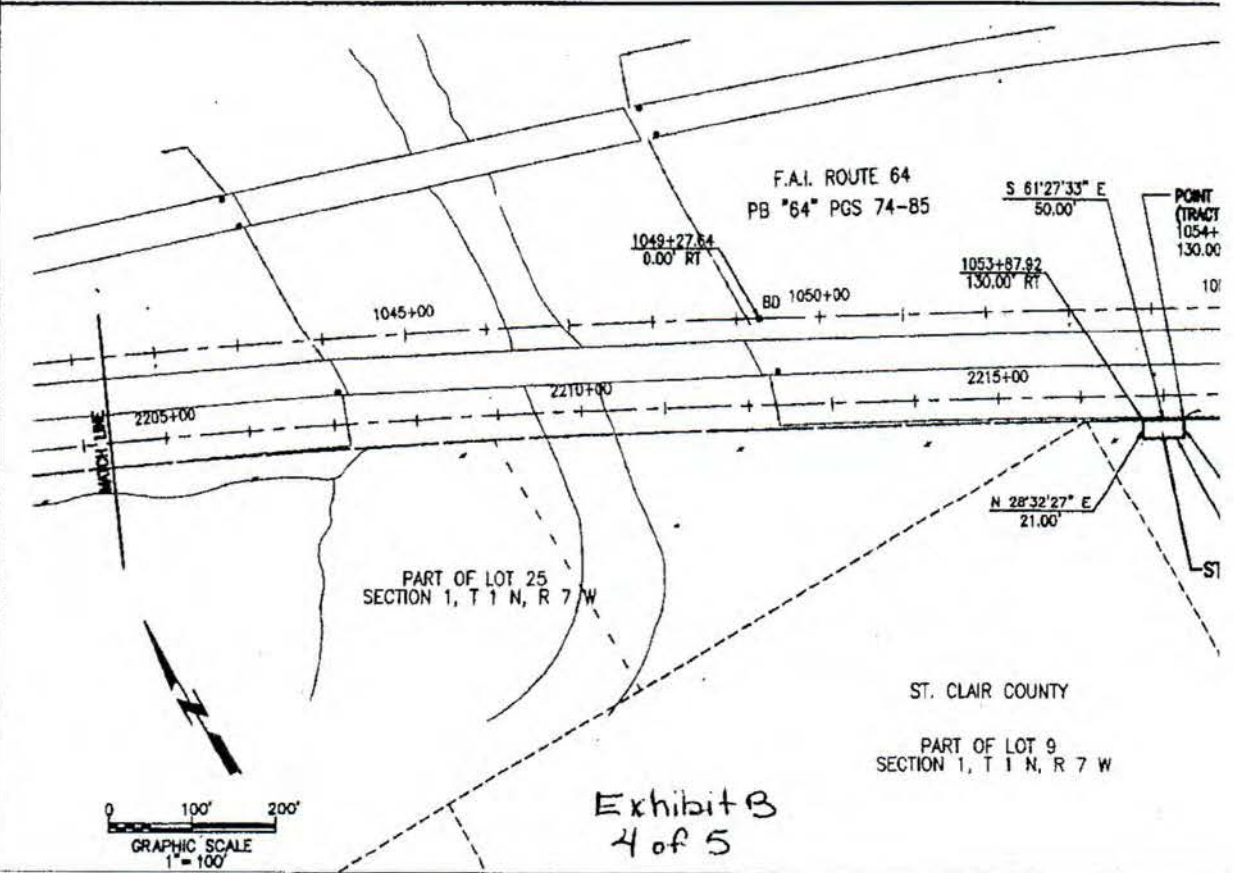 F.A.I. ROUTE 64
PB "64" PGS 74-85
S 61°27'33" E
50.00'
POINT
(TRACT
1054+
130.00
1049+27.64
0.00' RT
1053+87.92
130.00' RT
BD
1050+00
1045+00
2205+00
2210+00
2215+00
MATCH LINE
N 28°32'27" E
21.00'
ST
PART OF LOT 25
SECTION 1, T 1 N, R 7 W
ST. CLAIR COUNTY
PART OF LOT 9
SECTION 1, T 1 N, R 7 W
0 100' 200'
GRAPHIC SCALE
1" = 100'
Exhibit B
4 of 5